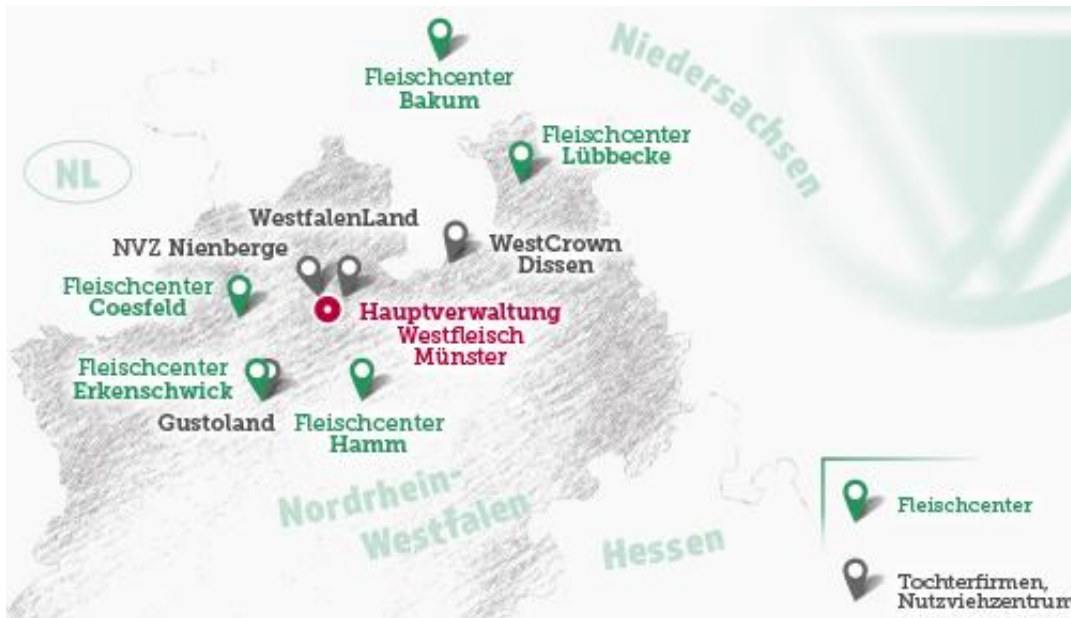 Fleischcenter
Bakum
Niedersachsen
Fleischcenter
Lübbecke
NL
WestfalenLand
NVZ Nienberge
WestCrown
Dissen
Fleischcenter
Coesfeld
Hauptverwaltung
Westfleisch
Münster
Fleischcenter
Erkenschwick
Gustoland
Fleischcenter
Hamm
Nordrhein-
Westfalen
Hessen
Fleischcenter
Tochterfirmen,
Nutzviehzentrum